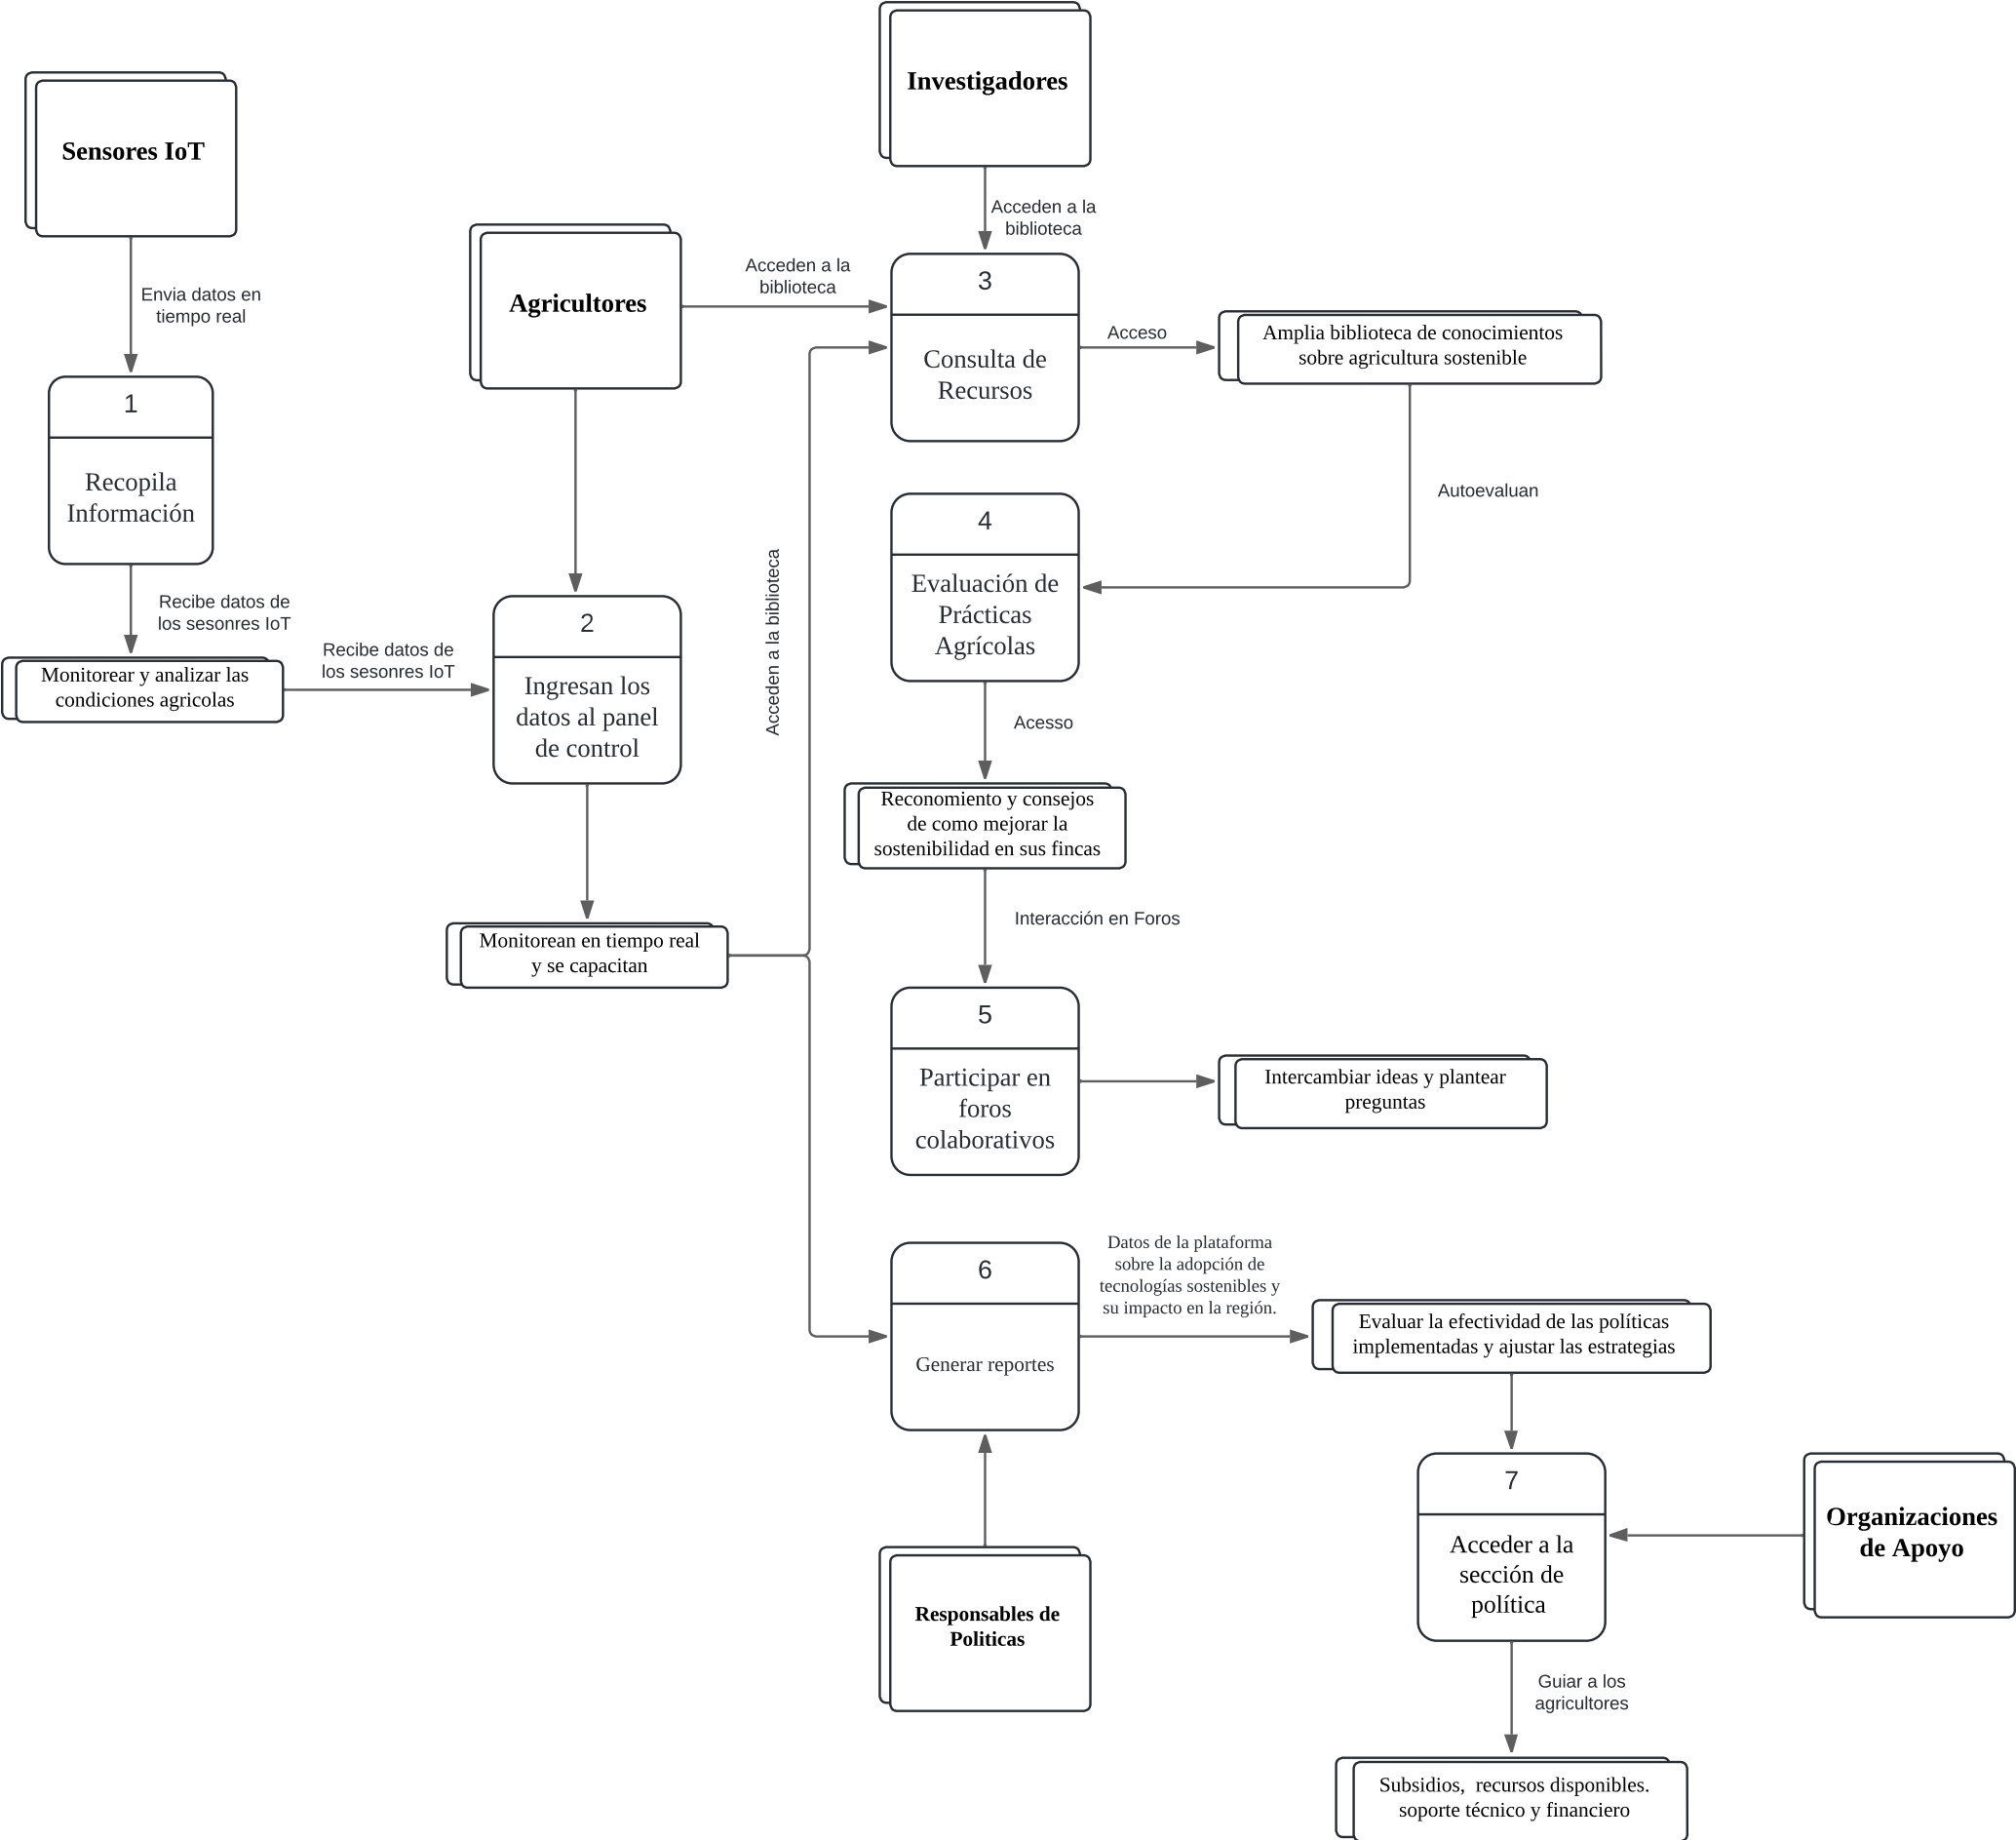 Investigadores
Sensores IoT
Acceden a la
biblioteca
Agricultores
Acceden a la
biblioteca
3
Consulta de
Recursos
Acceso
Amplia biblioteca de conocimientos
sobre agricultura sostenible
Envia datos en
tiempo real
1
Recopila
Información
Autoevaluan
4
Evaluación de
Prácticas
Agrícolas
Recibe datos de
los sesonres IoT
Monitorear y analizar las
condiciones agricolas
Recibe datos de
los sesonres IoT
2
Ingresan los
datos al panel
de control
Acceden a la biblioteca
Acesso
Reconomiento y consejos
de como mejorar la
sostenibilidad en sus fincas
Interacción en Foros
Monitorean en tiempo real
y se capacitan
5
Participar en
foros
colaborativos
Intercambiar ideas y plantear
preguntas
6
Generar reportes
Datos de la plataforma
sobre la adopción de
tecnologías sostenibles y
su impacto en la región.
Evaluar la efectividad de las políticas
implementadas y ajustar las estrategias
7
Acceder a la
sección de
política
Organizaciones
de Apoyo
Responsables de
Politicas
Guiar a los
agricultores
Subsidios,  recursos disponibles.
soporte técnico y financiero